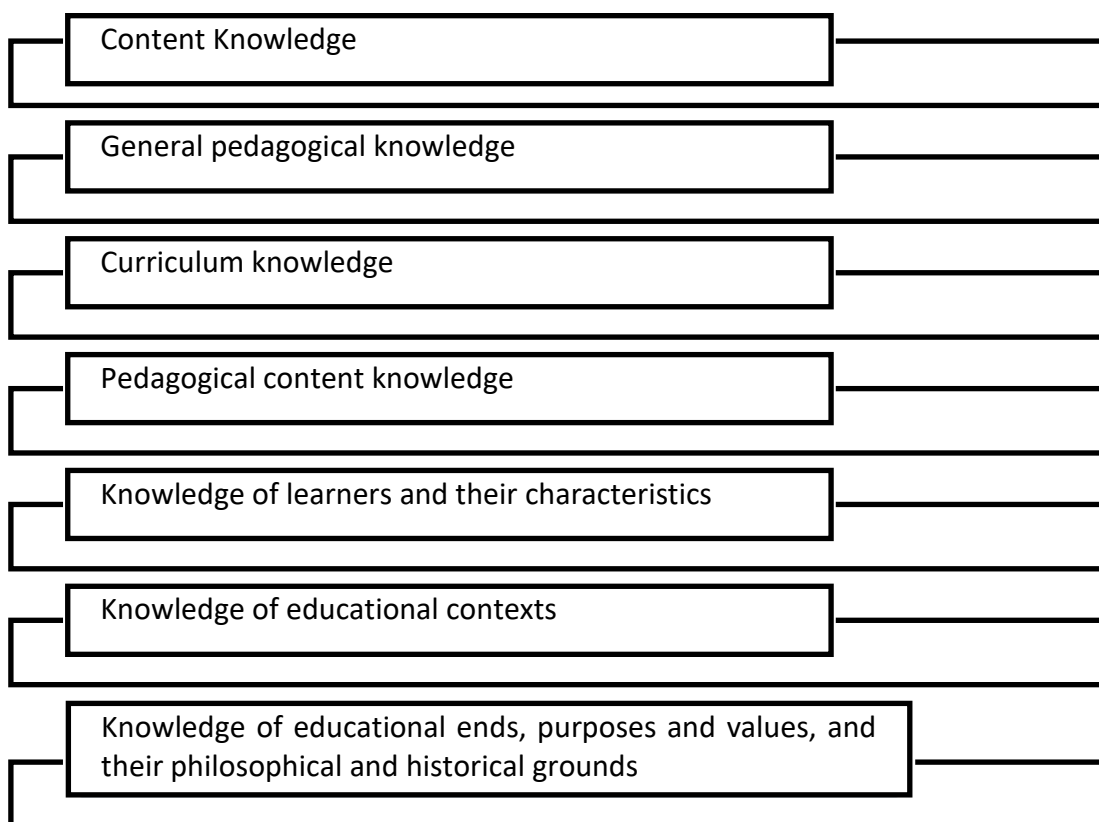 Content Knowledge
General pedagogical knowledge
Curriculum knowledge
Pedagogical content knowledge
Knowledge of learners and their characteristics
Knowledge of educational contexts
Knowledge of educational ends, purposes and values, and
their philosophical and historical grounds